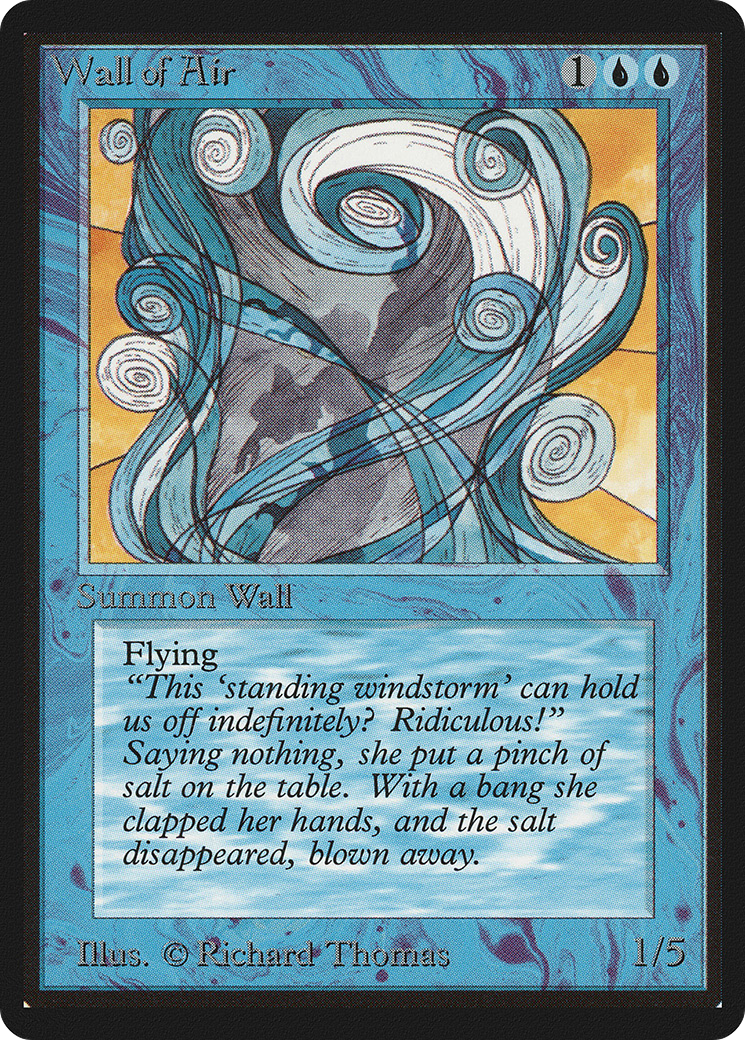 Wall of Air
1
Summon Wall
Flying
“This ‘standing windstorm’ can hold
us off indefinitely? Ridiculous!”
Saying nothing, she put a pinch of
salt on the table. With a bang she
clapped her hands, and the salt
disappeared, blown away.
Illus. © Richard Thomas
1/5